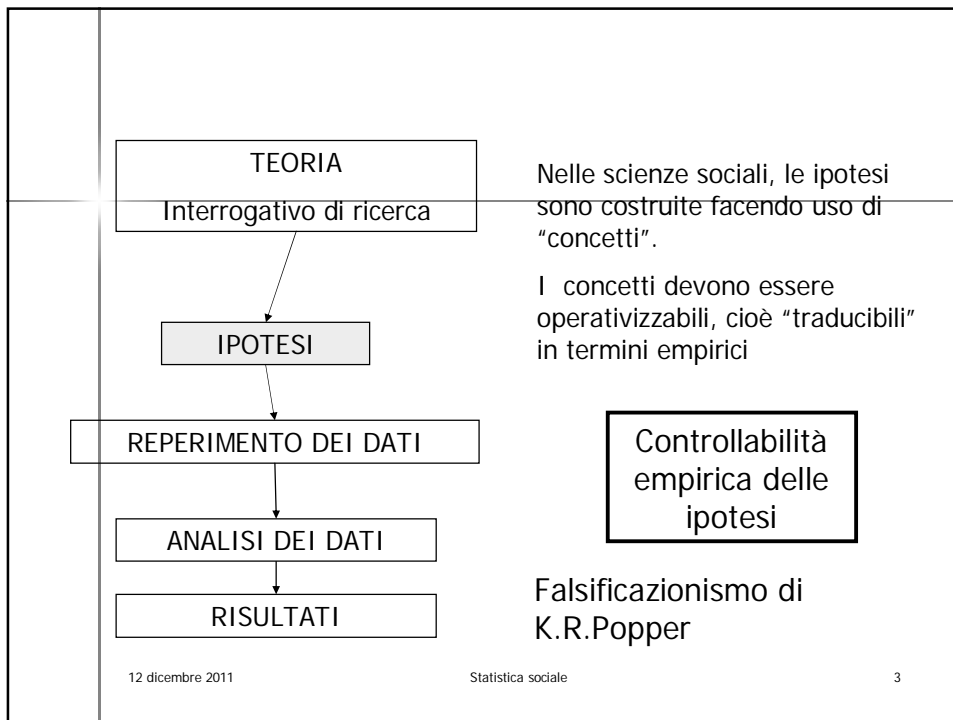 TEORIA
Interrogativo di ricerca
IPOTESI
REPERIMENTO DEI DATI
ANALISI DEI DATI
RISULTATI
Nelle scienze sociali, le ipotesi
sono costruite facendo uso di
“concetti”.
I concetti devono essere
operativizzabili, cioè “traducibili”
in termini empirici
Controllabilità
empirica delle
ipotesi
Falsificazionismo di
K.R.Popper
12 dicembre 2011
Statistica sociale
3